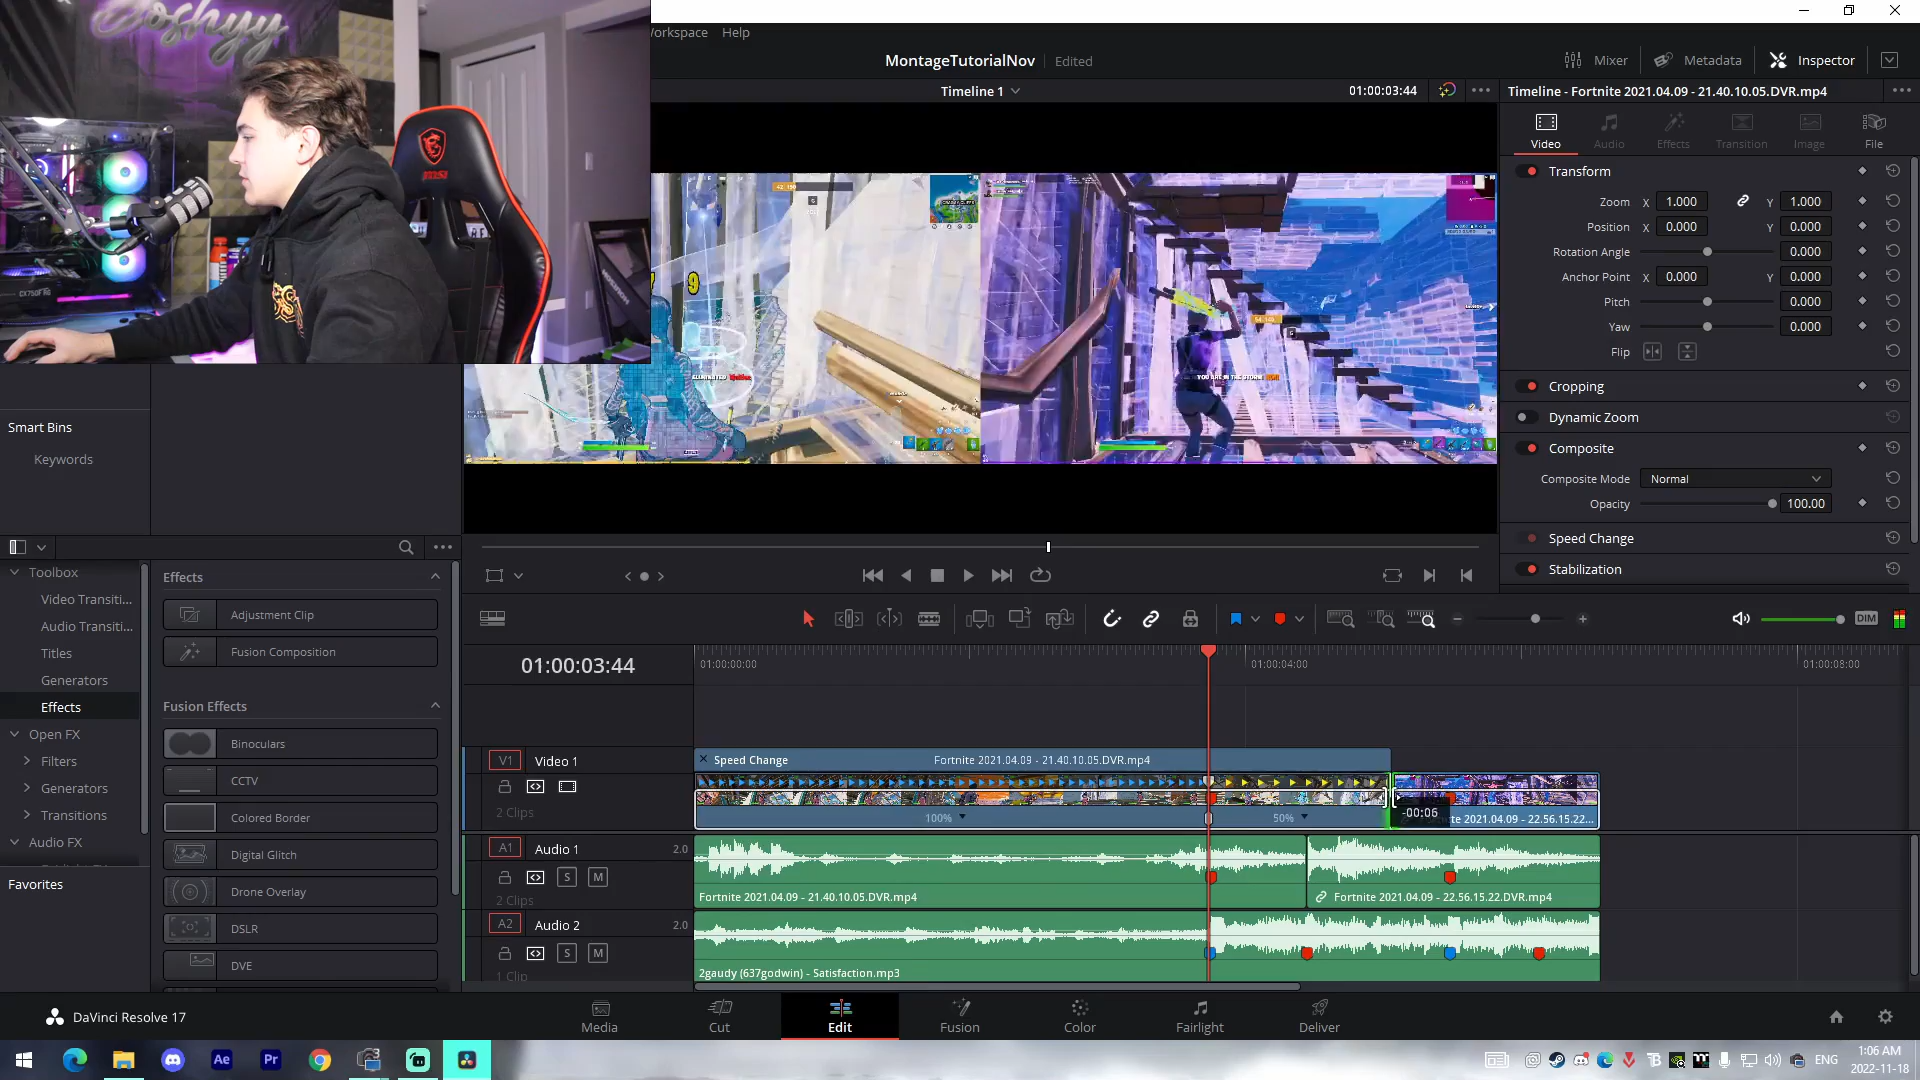 Joshyy
msi
Workspace
Help
MontageTutorialNov
Edited
Mixer
Metadata
Inspector
Timeline 1
01:00:03:44
Timeline - Fortnite 2021.04.09 - 21.40.10.05.DVR.mp4
Video
Audio
Effects
Transition
Image
File
Transform
Zoom X 1.000 Y 1.000
Position X 0.000 Y 0.000
Rotation Angle 0.000
Anchor Point X 0.000 Y 0.000
Pitch 0.000
Yaw 0.000
Flip
Cropping
Dynamic Zoom
Composite
Composite Mode Normal
Opacity 100.00
Speed Change
Stabilization
Smart Bins
Keywords
Toolbox
Video Transiti...
Audio Transiti...
Titles
Generators
Effects
Open FX
Filters
Generators
Transitions
Audio FX
Favorites
Effects
Adjustment Clip
Fusion Composition
Fusion Effects
Binoculars
CCTV
Colored Border
Digital Glitch
Drone Overlay
DSLR
DVE
DIM
01:00:03:44
01:00:00:00
01:00:04:00
01:00:08:00
V1 Video 1
2 Clips
Speed Change
Fortnite 2021.04.09 - 21.40.10.05.DVR.mp4
100%
50%
-00:06
te 2021.04.09 - 22.56.15.22...
A1 Audio 1 2.0
S M
2 Clips
Fortnite 2021.04.09 - 21.40.10.05.DVR.mp4
Fortnite 2021.04.09 - 22.56.15.22.DVR.mp4
A2 Audio 2 2.0
S M
1 Clip
2gaudy (637godwin) - Satisfaction.mp3
DaVinci Resolve 17
Media
Cut
Edit
Fusion
Color
Fairlight
Deliver
Ae
Pr
ENG
1:06 AM
2022-11-18